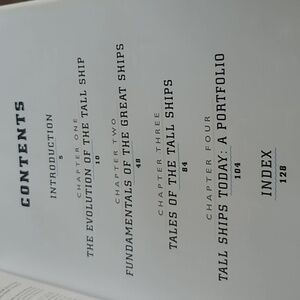 CONTENTS
INTRODUCTION
5
CHAPTER ONE
THE EVOLUTION OF THE TALL SHIP
10
CHAPTER TWO
FUNDAMENTALS OF THE GREAT SHIPS
48
CHAPTER THREE
TALES OF THE TALL SHIPS
84
CHAPTER FOUR
TALL SHIPS TODAY: A PORTFOLIO
104
INDEX
128